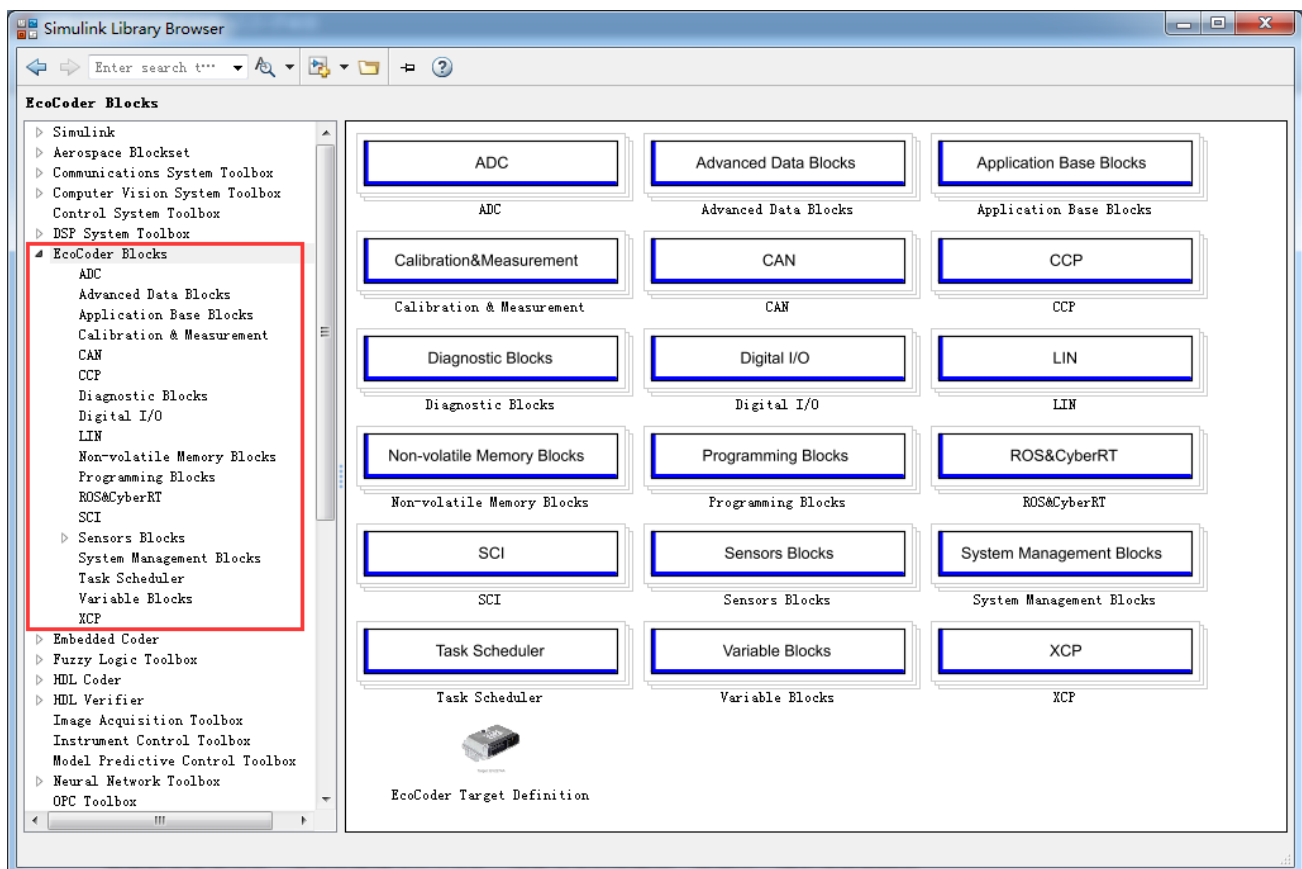 Simulink Library Browser
Enter search t···
EcoCoder Blocks
Simulink
Aerospace Blockset
Communications System Toolbox
Computer Vision System Toolbox
Control System Toolbox
DSP System Toolbox
EcoCoder Blocks
ADC
Advanced Data Blocks
Application Base Blocks
Calibration & Measurement
CAN
CCP
Diagnostic Blocks
Digital I/O
LIN
Non-volatile Memory Blocks
Programming Blocks
ROS&CyberRT
SCI
Sensors Blocks
System Management Blocks
Task Scheduler
Variable Blocks
XCP
Embedded Coder
Fuzzy Logic Toolbox
HDL Coder
HDL Verifier
Image Acquisition Toolbox
Instrument Control Toolbox
Model Predictive Control Toolbox
Neural Network Toolbox
OPC Toolbox
ADC Advanced Data Blocks Application Base Blocks
ADC Advanced Data Blocks Application Base Blocks
Calibration&Measurement CAN CCP
Calibration & Measurement CAN CCP
Diagnostic Blocks Digital I/O LIN
Diagnostic Blocks Digital I/O LIN
Non-volatile Memory Blocks Programming Blocks ROS&CyberRT
Non-volatile Memory Blocks Programming Blocks ROS&CyberRT
SCI Sensors Blocks System Management Blocks
SCI Sensors Blocks System Management Blocks
Task Scheduler Variable Blocks XCP
Task Scheduler Variable Blocks XCP
EcoCoder Target Definition